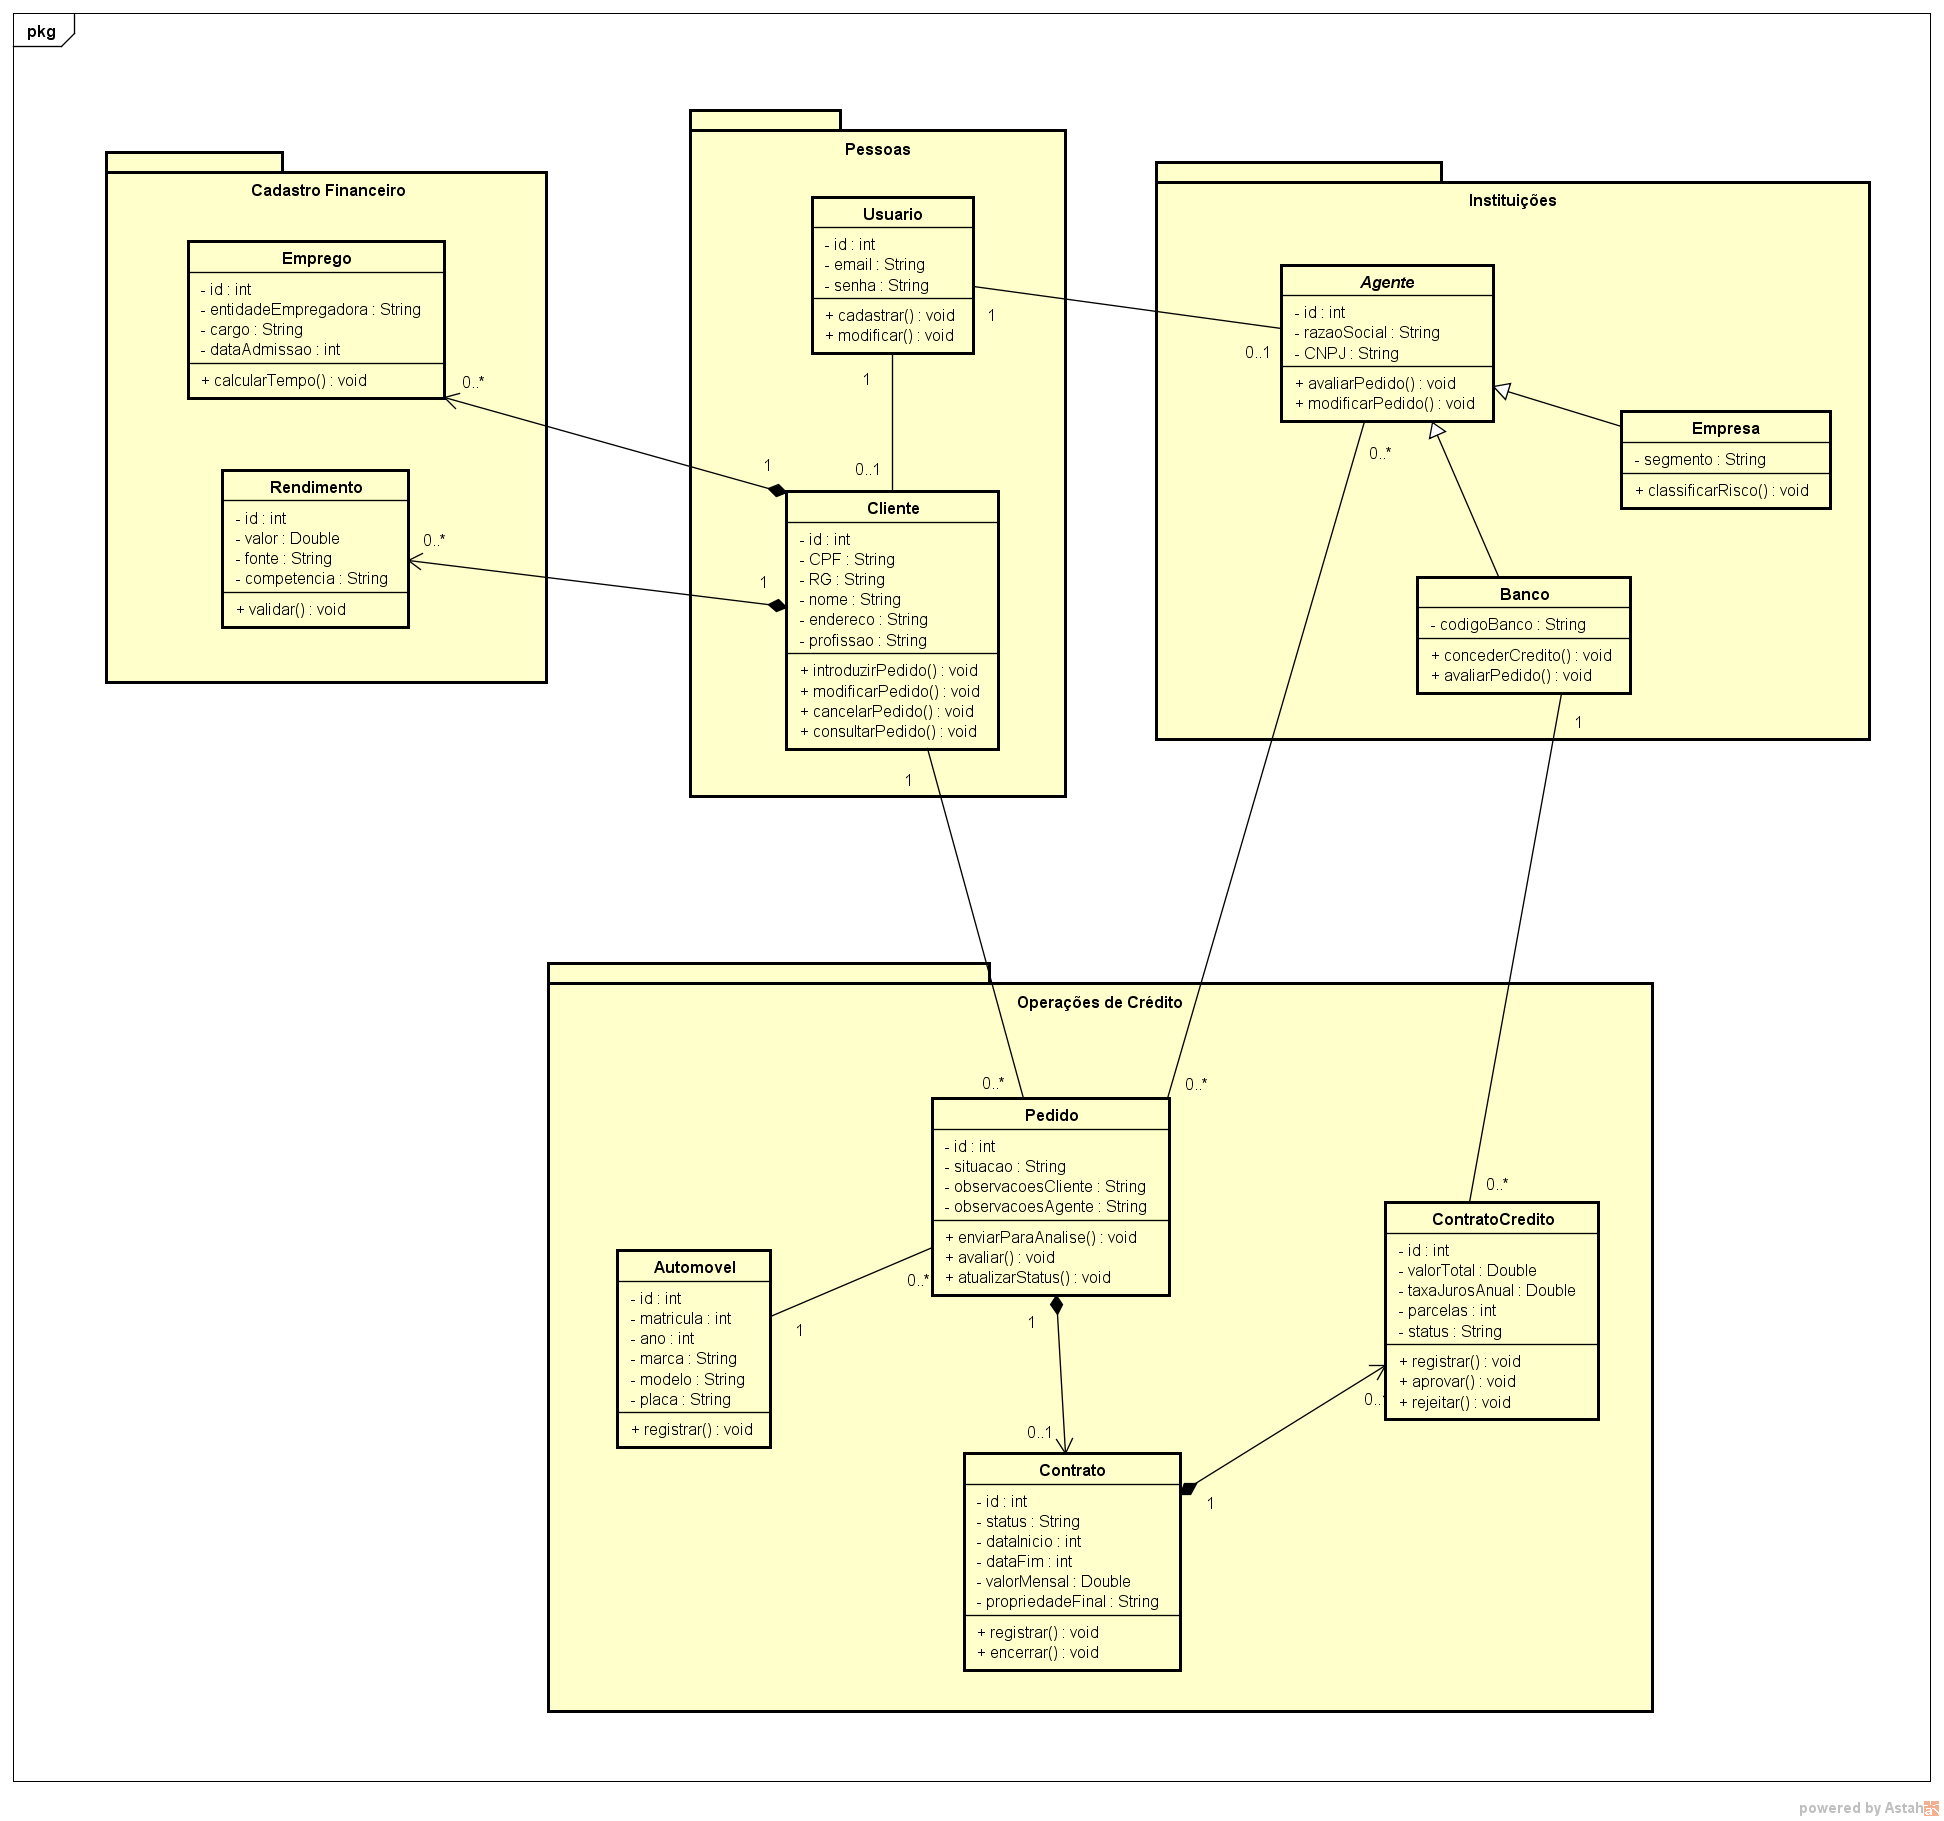 pkg
Cadastro Financeiro
Emprego
- id : int
- entidadeEmpregadora : String
- cargo : String
- dataAdmissao : int
+ calcularTempo() : void
0..*
1
Rendimento
- id : int
- valor : Double
- fonte : String
- competencia : String
+ validar() : void
0..*
1
Pessoas
Usuario
- id : int
- email : String
- senha : String
+ cadastrar() : void
+ modificar() : void
1
1
0..1
0..1
Cliente
- id : int
- CPF : String
- RG : String
- nome : String
- endereco : String
- profissao : String
+ introduzirPedido() : void
+ modificarPedido() : void
+ cancelarPedido() : void
+ consultarPedido() : void
1
Instituições
Agente
- id : int
- razaoSocial : String
- CNPJ : String
+ avaliarPedido() : void
+ modificarPedido() : void
0..*
Empresa
- segmento : String
+ classificarRisco() : void
Banco
- codigoBanco : String
+ concederCredito() : void
+ avaliarPedido() : void
1
Operações de Crédito
0..*
0..*
Pedido
- id : int
- situacao : String
- observacoesCliente : String
- observacoesAgente : String
+ enviarParaAnalise() : void
+ avaliar() : void
+ atualizarStatus() : void
0..*
1
1
Automovel
- id : int
- matricula : int
- ano : int
- marca : String
- modelo : String
- placa : String
+ registrar() : void
0..*
ContratoCredito
- id : int
- valorTotal : Double
- taxaJurosAnual : Double
- parcelas : int
- status : String
+ registrar() : void
+ aprovar() : void
+ rejeitar() : void
0..1
Contrato
- id : int
- status : String
- dataInicio : int
- dataFim : int
- valorMensal : Double
- propriedadeFinal : String
+ registrar() : void
+ encerrar() : void
1
powered by Astah